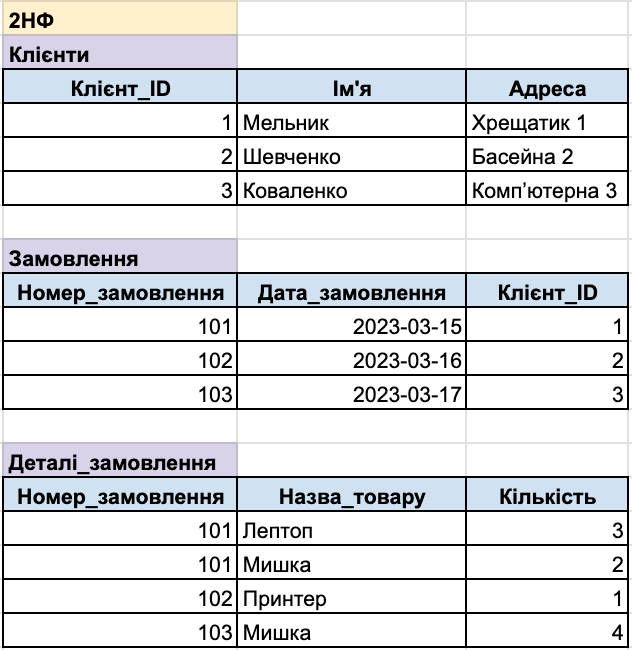 2НФ
Клієнти
Клієнт_ID Ім'я Адреса
1 Мельник Хрещатик 1
2 Шевченко Басейна 2
3 Коваленко Комп’ютерна 3
Замовлення
Номер_замовлення Дата_замовлення Клієнт_ID
101 2023-03-15 1
102 2023-03-16 2
103 2023-03-17 3
Деталі_замовлення
Номер_замовлення Назва_товару Кількість
101 Лептоп 3
101 Мишка 2
102 Принтер 1
103 Мишка 4